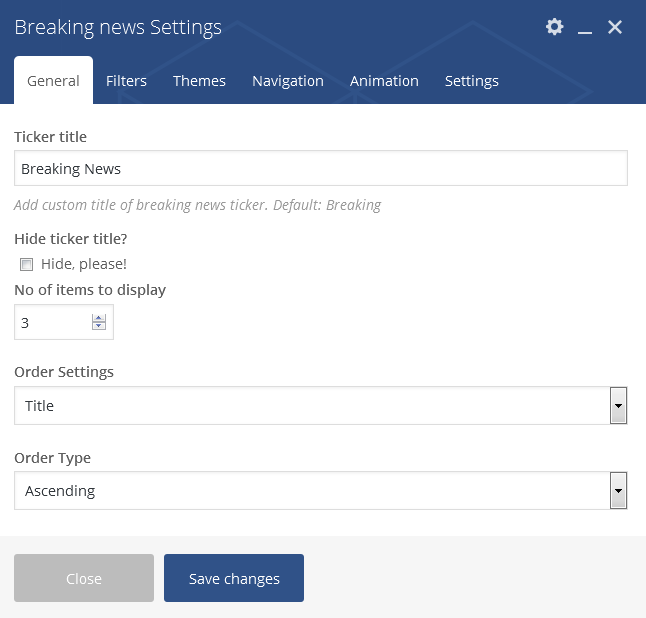 Breaking news Settings
General Filters Themes Navigation Animation Settings
Ticker title
Breaking News
Add custom title of breaking news ticker. Default: Breaking
Hide ticker title?
Hide, please!
No of items to display
3
Order Settings
Title
Order Type
Ascending
Close Save changes